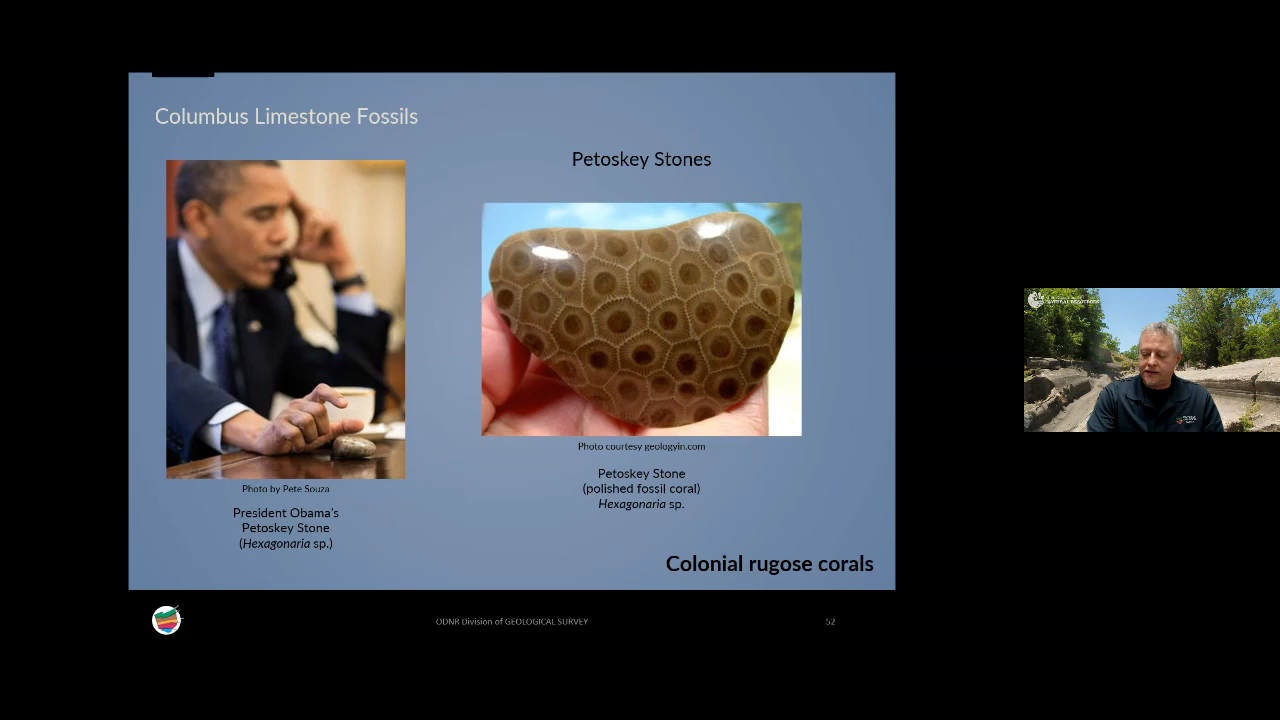 Columbus Limestone Fossils
Petoskey Stones
Photo courtesy geologyin.com
Photo by Pete Souza
President Obama's
Petoskey Stone
(Hexagonaria sp.)
Petoskey Stone
(polished fossil coral)
Hexagonaria sp.
Colonial rugose corals
ODNR Division of GEOLOGICAL SURVEY
52